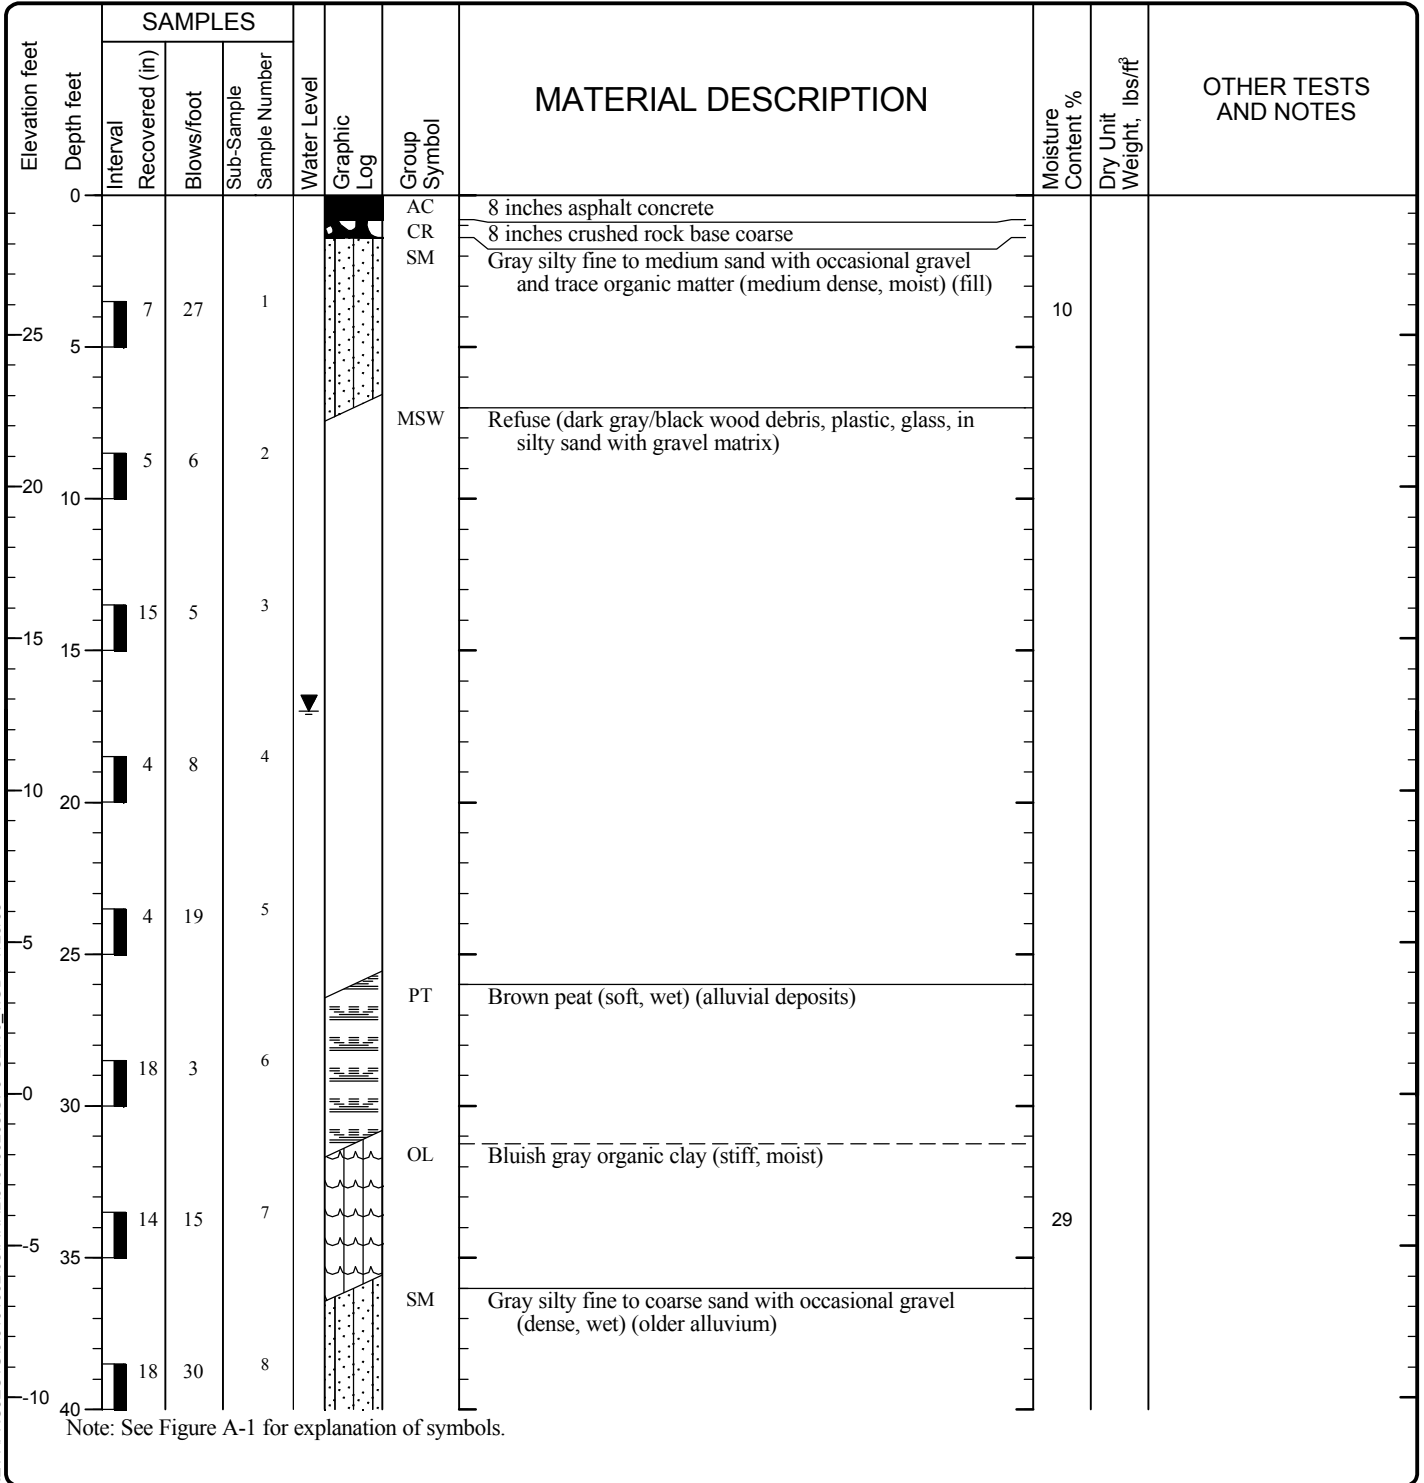 SAMPLES
Elevation feet
Depth feet
Interval
Recovered (in)
Blows/foot
Sub-Sample
Sample Number
Water Level
Graphic
Log
Group
Symbol
MATERIAL DESCRIPTION
Moisture
Content %
Dry Unit
Weight, lbs/ft³
OTHER TESTS
AND NOTES
0
AC 8 inches asphalt concrete
CR 8 inches crushed rock base coarse
SM Gray silty fine to medium sand with occasional gravel
and trace organic matter (medium dense, moist) (fill)
7 27 1 10
25
5
MSW Refuse (dark gray/black wood debris, plastic, glass, in
silty sand with gravel matrix)
5 6 2
20
10
15 5 3
15
15
4 8 4
10
20
4 19 5
5
25
PT Brown peat (soft, wet) (alluvial deposits)
18 3 6
0
30
OL Bluish gray organic clay (stiff, moist)
14 15 7 29
-5
35
SM Gray silty fine to coarse sand with occasional gravel
(dense, wet) (older alluvium)
18 30 8
-10
40
Note: See Figure A-1 for explanation of symbols.